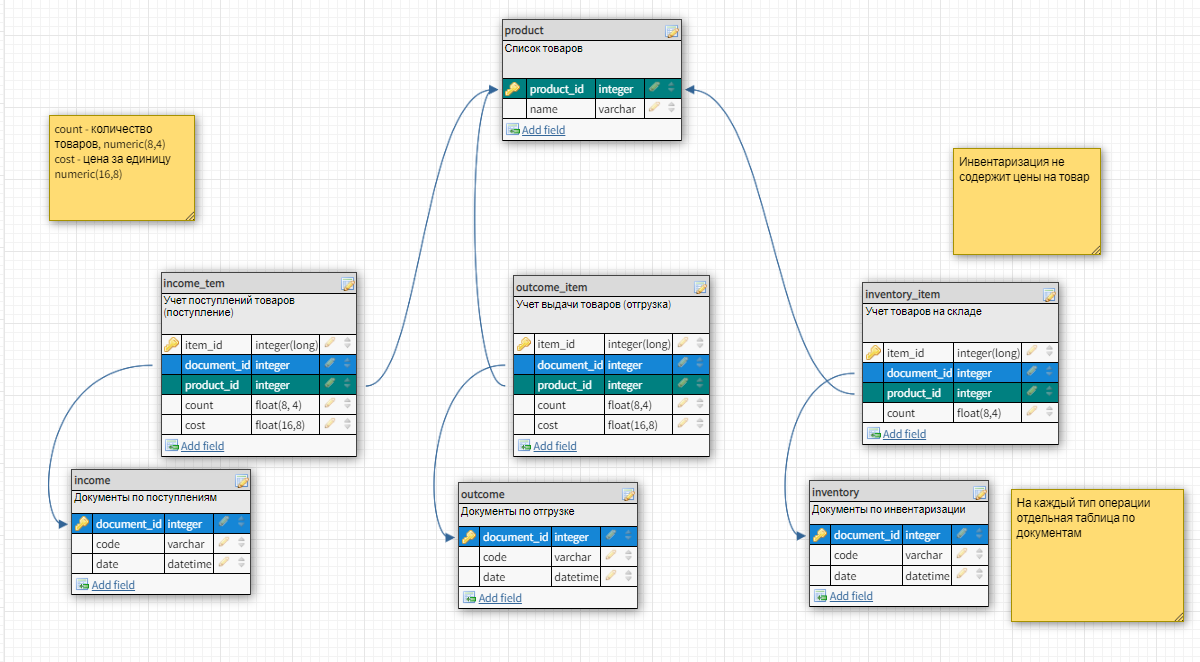 product
Список товаров
product_id integer
name varchar
Add field
count - количество
товаров, numeric(8,4)
cost - цена за единицу
numeric(16,8)
Инвентаризация не
содержит цены на товар
income_tem
Учет поступлений товаров
(поступление)
item_id integer(long)
document_id integer
product_id integer
count float(8, 4)
cost float(16,8)
Add field
outcome_item
Учет выдачи товаров (отгрузка)
item_id integer(long)
document_id integer
product_id integer
count float(8,4)
cost float(16,8)
Add field
inventory_item
Учет товаров на складе
item_id integer(long)
document_id integer
product_id integer
count float(8,4)
Add field
income
Документы по поступлениям
document_id integer
code varchar
date datetime
Add field
outcome
Документы по отгрузке
document_id integer
code varchar
date datetime
Add field
inventory
Документы по инвентаризации
document_id integer
code varchar
date datetime
Add field
На каждый тип операции
отдельная таблица по
документам